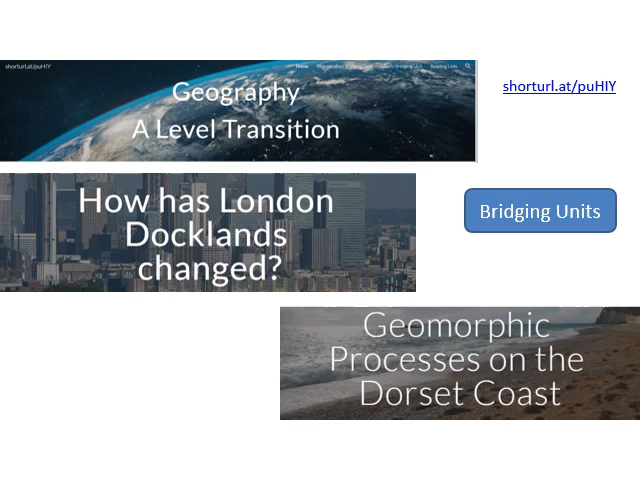 shorturl.at/puHIY
Home
Reading Lists
Geography
A Level Transition
shorturl.at/puHIY
How has London
Docklands
changed?
Bridging Units
Geomorphic
Processes on the
Dorset Coast